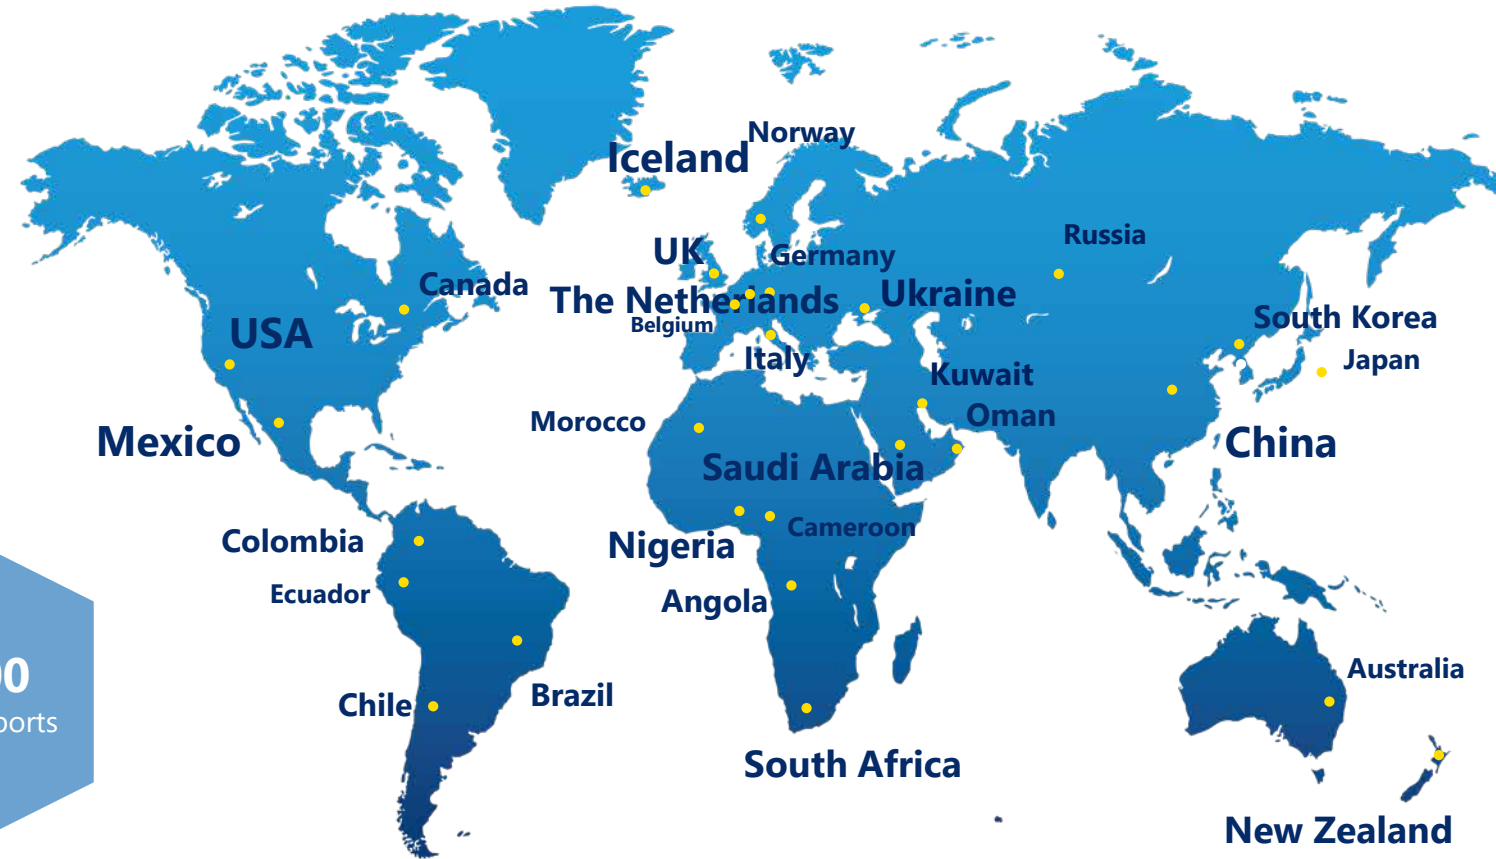 Norway
Iceland
Russia
UK
Germany
Canada
The Netherlands
Ukraine
Belgium
South Korea
USA
Italy
Japan
Kuwait
Oman
Morocco
Mexico
China
Saudi Arabia
Cameroon
Colombia
Nigeria
Ecuador
Angola
Australia
Brazil
Chile
South Africa
New Zealand